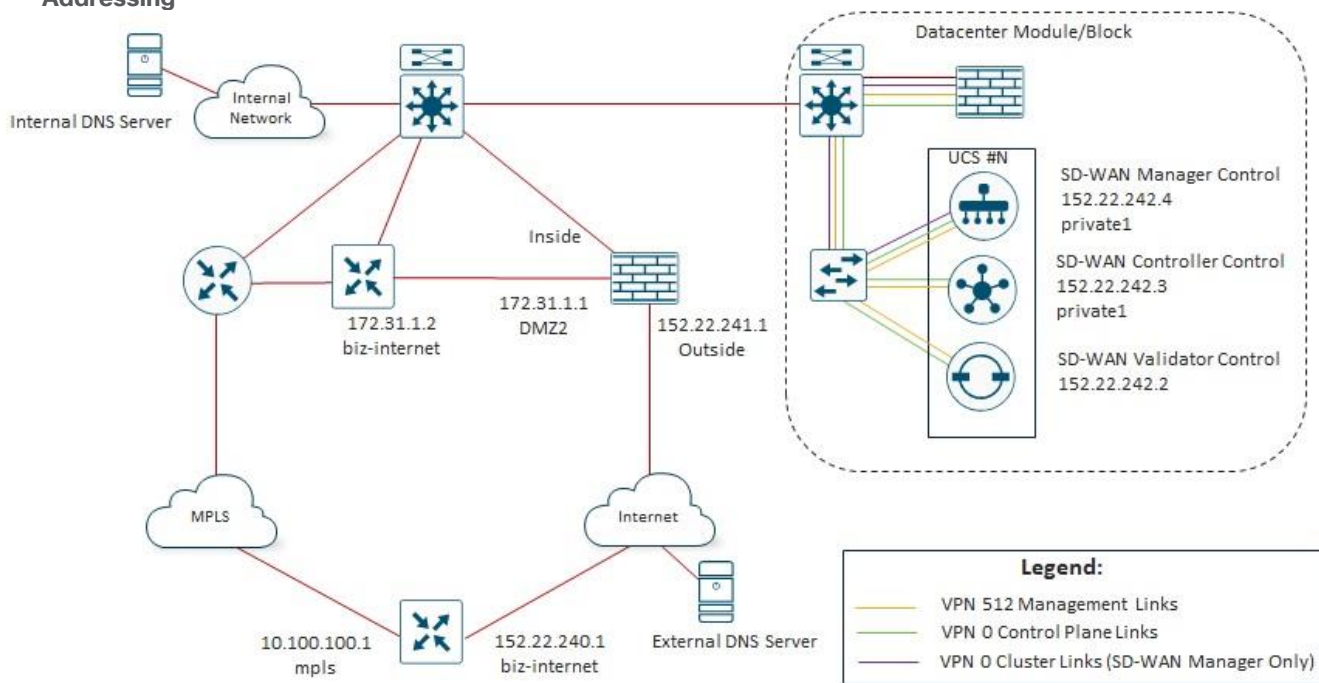 Addressing
Datacenter Module/Block
Internal DNS Server
Internal
Network
UCS #N
SD-WAN Manager Control
152.22.242.4
private1
Inside
SD-WAN Controller Control
152.22.242.3
private1
172.31.1.2
biz-internet
172.31.1.1
DMZ2
152.22.241.1
Outside
SD-WAN Validator Control
152.22.242.2
MPLS
Internet
10.100.100.1
mpls
152.22.240.1
biz-internet
External DNS Server
Legend:
VPN 512 Management Links
VPN 0 Control Plane Links
VPN 0 Cluster Links (SD-WAN Manager Only)